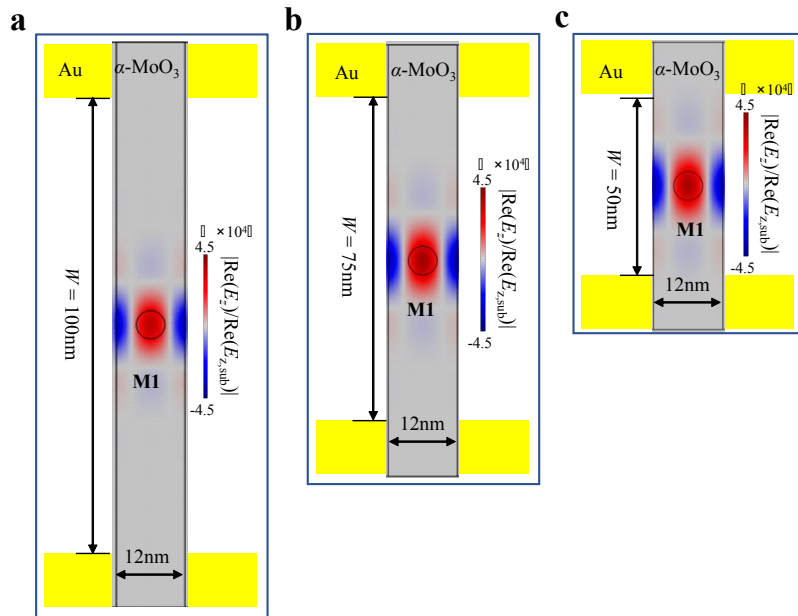 a
Au
α-MoO3
W = 100nm
× 10⁴
4.5
-4.5
|Re(Ez)/Re(Ez,sub)|
M1
12nm
b
Au
α-MoO3
W = 75nm
× 10⁴
4.5
-4.5
|Re(Ez)/Re(Ez,sub)|
M1
12nm
c
Au
α-MoO3
W = 50nm
× 10⁴
4.5
-4.5
|Re(Ez)/Re(Ez,sub)|
M1
12nm